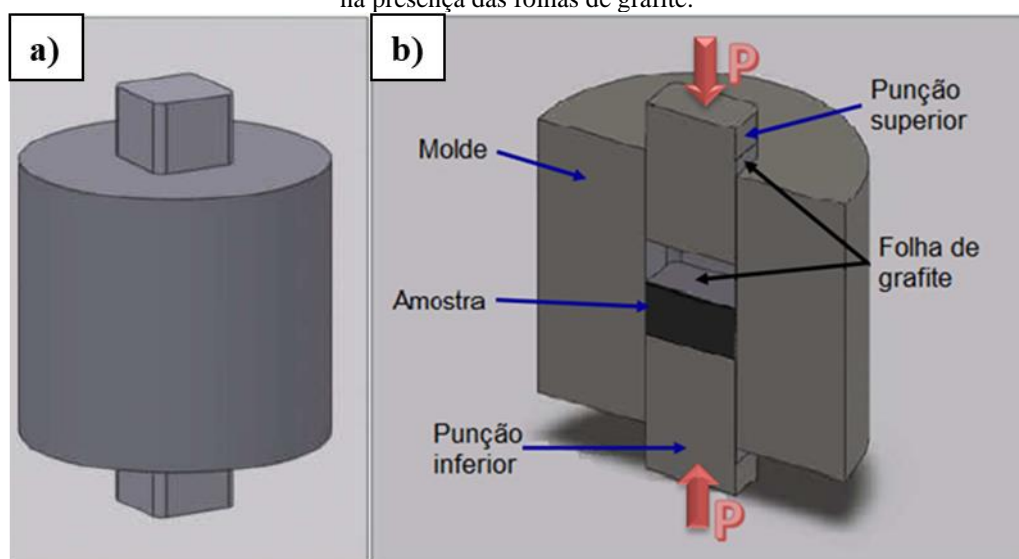 na presença das folhas de grafite.
a)
b)
P
Punção
superior
Molde
Folha de
grafite
Amostra
Punção
inferior
P